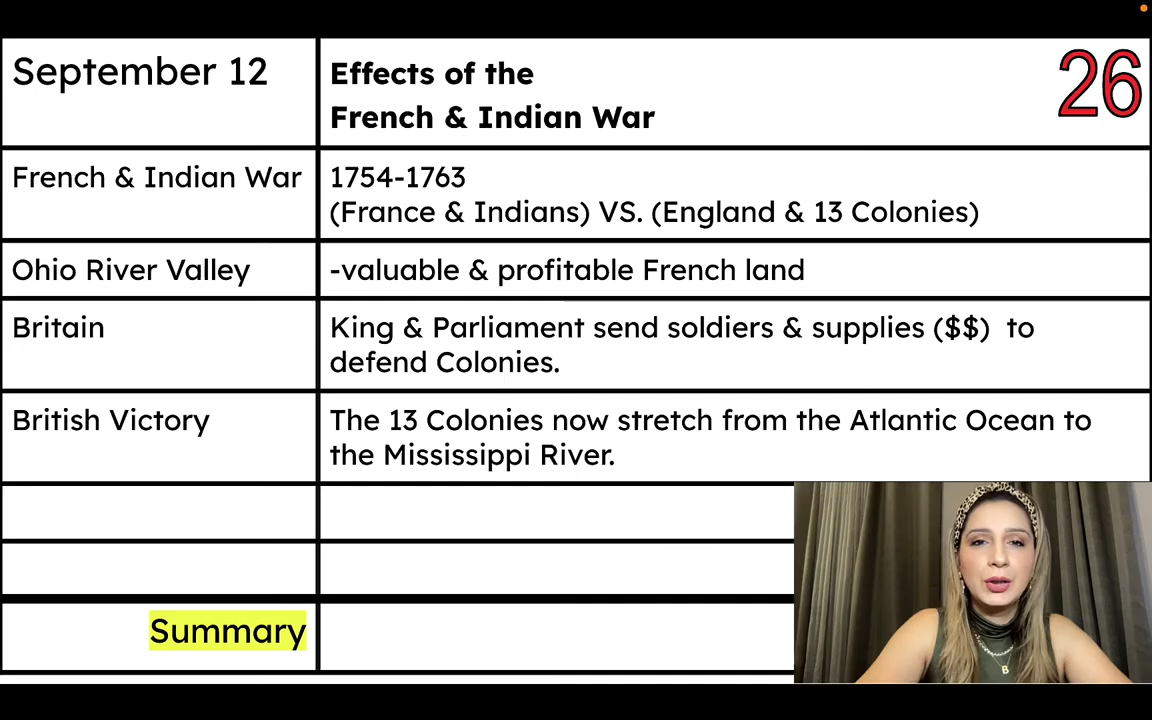 September 12
Effects of the
French & Indian War
26
French & Indian War
1754-1763
(France & Indians) VS. (England & 13 Colonies)
Ohio River Valley
-valuable & profitable French land
Britain
King & Parliament send soldiers & supplies ($$) to
defend Colonies.
British Victory
The 13 Colonies now stretch from the Atlantic Ocean to
the Mississippi River.
Summary
B